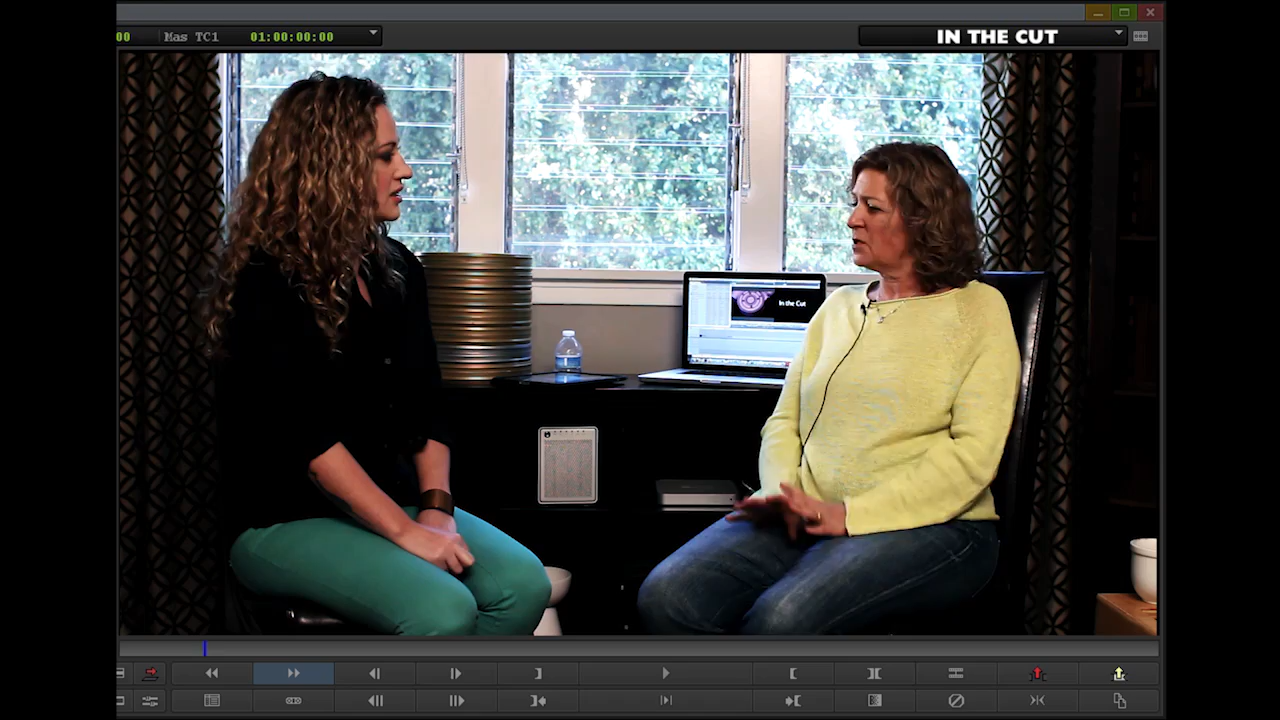 00 Mas TC1 01:00:00:00
IN THE CUT
In the Cut